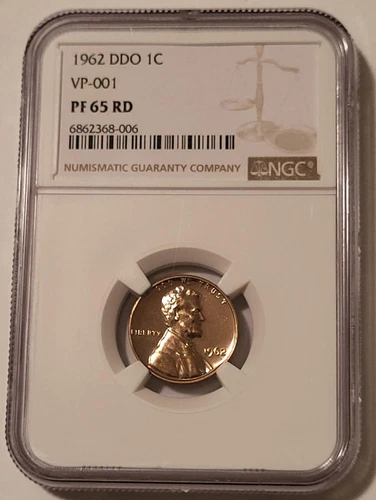 1962 DDO 1C
VP-001
PF 65 RD
6862368-006
NUMISMATIC GUARANTY COMPANY
NGC®
IN GOD WE TRUST
LIBERTY
1962